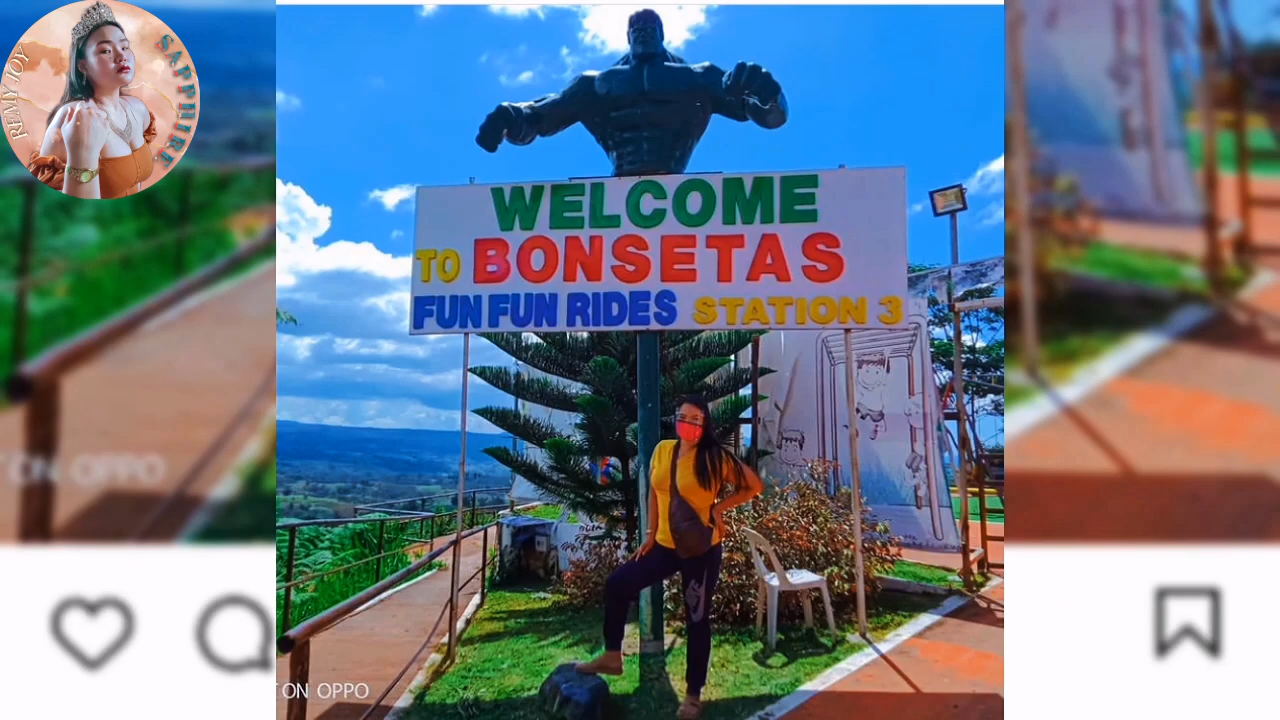 REMY JOY
SAPPHIRE
WELCOME
TO BONSETAS
FUN FUN RIDES STATION 3
T ON OPPO
ON OPPO